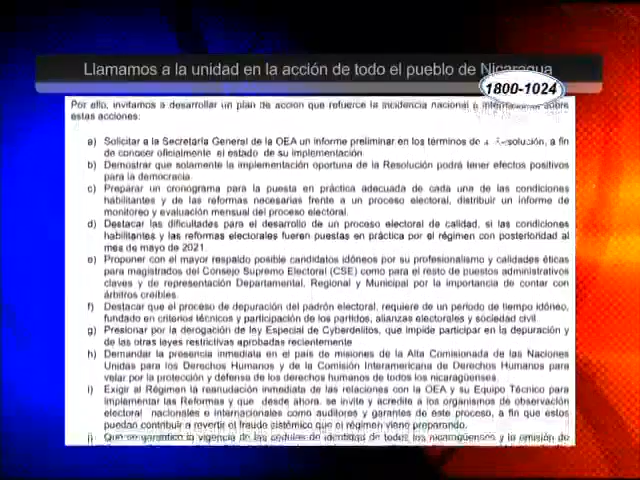 Llamamos a la unidad en la acción de todo el pueblo de Nicaragua
1800-1024
Por ello, invitamos a desarrollar un plan de acción que refuerce la incidencia nacional e internacional sobre
estas acciones:
a) Solicitar a la Secretaría General de la OEA un informe preliminar en los términos de la Resolución, a fin
de conocer oficialmente el estado de su implementación
b) Demostrar que solamente la implementación oportuna de la Resolución podrá tener efectos positivos
para la democracia.
c) Preparar un cronograma para la puesta en práctica adecuada de cada una de las condiciones
habilitantes y de las reformas necesarias frente a un proceso electoral, distribuir un informe de
monitoreo y evaluación mensual del proceso electoral.
d) Destacar las dificultades para el desarrollo de un proceso electoral de calidad, si las condiciones
habilitantes y las reformas electorales fueren puestas en práctica por el régimen con posterioridad al
mes de mayo de 2021.
e) Proponer con el mayor respaldo posible candidatos idóneos por su profesionalismo y calidades éticas
para magistrados del Consejo Supremo Electoral (CSE) como para el resto de puestos administrativos
claves y de representación Departamental, Regional y Municipal por la importancia de contar con
árbitros creíbles.
f) Destacar que el proceso de depuración del padrón electoral, requiere de un período de tiempo idóneo,
fundado en criterios técnicos y participación de los partidos, alianzas electorales y sociedad civil.
g) Presionar por la derogación de ley Especial de Cyberdelitos, que impide participar en la depuración y
de las otras leyes restrictivas aprobadas recientemente
h) Demandar la presencia inmediata en el país de misiones de la Alta Comisionada de las Naciones
Unidas para los Derechos Humanos y de la Comisión Interamericana de Derechos Humanos para
velar por la protección y defensa de los derechos humanos de todos los nicaragüenses.
i) Exigir al Régimen la reanudación inmediata de las relaciones con la OEA y su Equipo Técnico para
implementar las Reformas y que desde ahora, se invite y acredite a los organismos de observación
electoral nacionales e internacionales como auditores y garantes de este proceso, a fin que estos
puedan contribuir a revertir el fraude sistémico que el régimen viene preparando.
j) Que se garantice la vigencia de las cédulas de identidad de todos los nicaragüenses y la emisión de